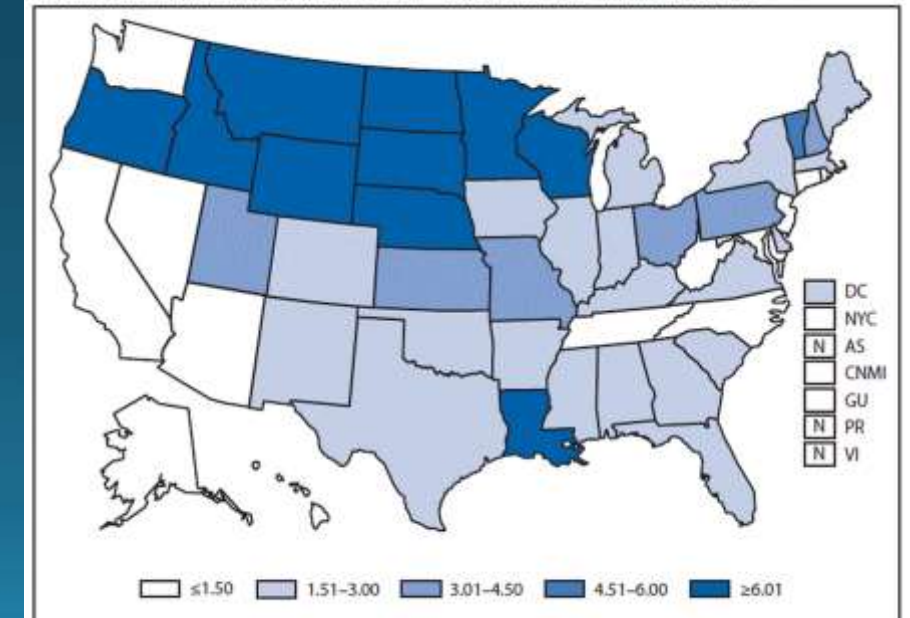 DC
NYC
N AS
CNMI
GU
N PR
N VI
≤1.50 1.51–3.00 3.01–4.50 4.51–6.00 ≥6.01